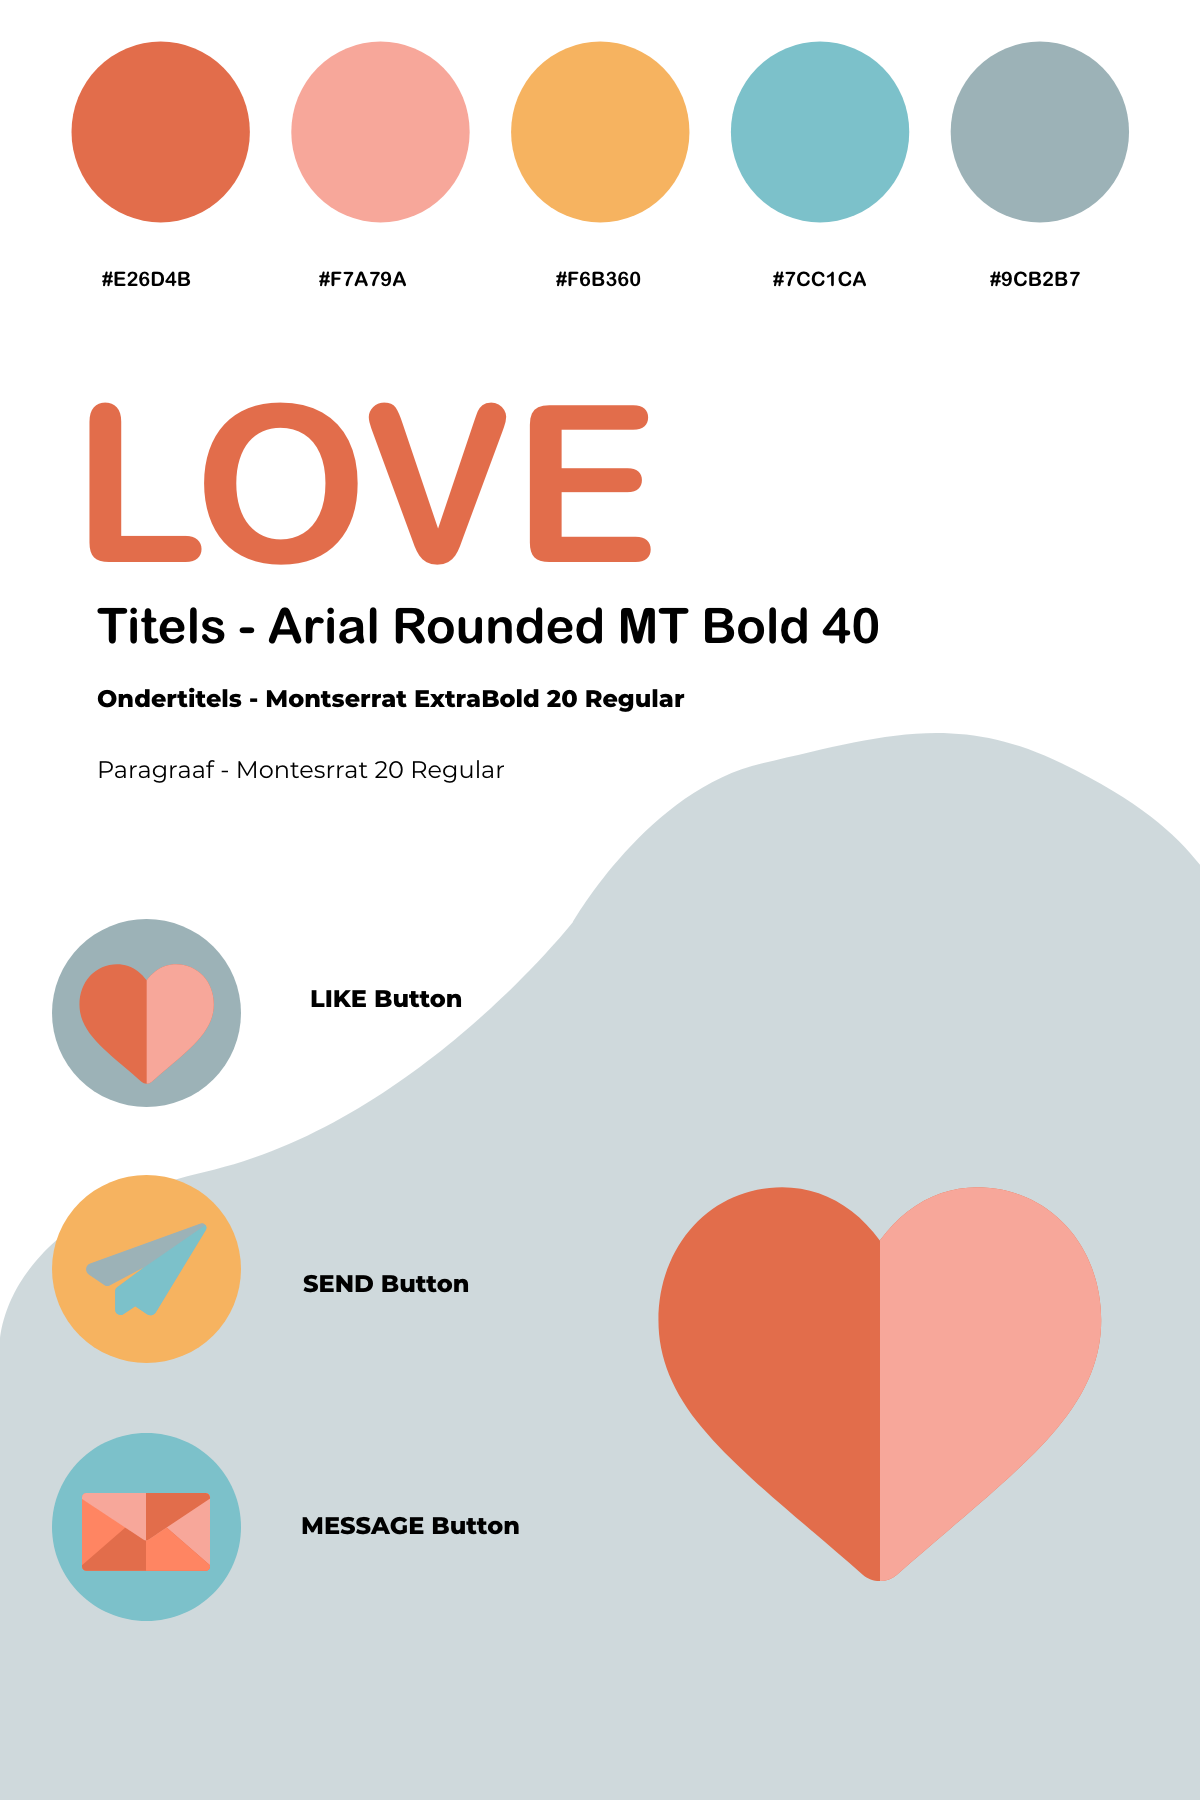 #E26D4B #F7A79A #F6B360 #7CC1CA #9CB2B7
LOVE
Titels - Arial Rounded MT Bold 40
Ondertitels - Montserrat ExtraBold 20 Regular
Paragraaf - Montesrrat 20 Regular
LIKE Button
SEND Button
MESSAGE Button